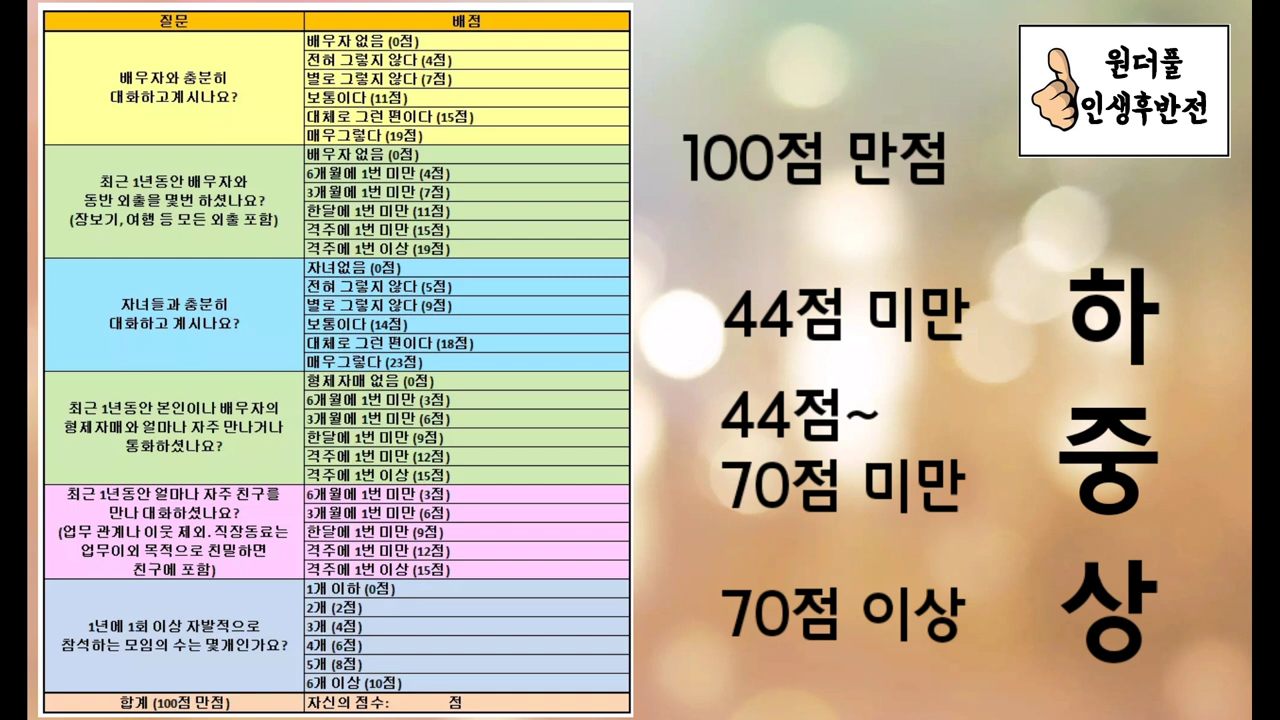 질문
배점
배우자와 충분히
대화하고계시나요?
배우자 없음 (0점)
전혀 그렇지 않다 (4점)
별로 그렇지 않다 (7점)
보통이다 (11점)
대체로 그런 편이다 (15점)
매우그렇다 (19점)
최근 1년동안 배우자와
동반 외출을 몇번 하셨나요?
(장보기, 여행 등 모든 외출 포함)
배우자 없음 (0점)
6개월에 1번 미만 (4점)
3개월에 1번 미만 (7점)
한달에 1번 미만 (11점)
격주에 1번 미만 (15점)
격주에 1번 이상 (19점)
자녀들과 충분히
대화하고 계시나요?
자녀없음 (0점)
전혀 그렇지 않다 (5점)
별로 그렇지 않다 (9점)
보통이다 (14점)
대체로 그런 편이다 (18점)
매우그렇다 (23점)
최근 1년동안 본인이나 배우자의
형제자매와 얼마나 자주 만나거나
통화하셨나요?
형제자매 없음 (0점)
6개월에 1번 미만 (3점)
3개월에 1번 미만 (6점)
한달에 1번 미만 (9점)
격주에 1번 미만 (12점)
격주에 1번 이상 (15점)
최근 1년동안 얼마나 자주 친구를
만나 대화하셨나요?
(업무 관계나 이웃 제외. 직장동료는
업무이외 목적으로 친밀하면
친구에 포함)
6개월에 1번 미만 (3점)
3개월에 1번 미만 (6점)
한달에 1번 미만 (9점)
격주에 1번 미만 (12점)
격주에 1번 이상 (15점)
1년에 1회 이상 자발적으로
참석하는 모임의 수는 몇개인가요?
1개 이하 (0점)
2개 (2점)
3개 (4점)
4개 (6점)
5개 (8점)
6개 이상 (10점)
합계 (100점 만점)
자신의 점수: 점
원더풀
인생후반전
100점 만점
44점 미만 하
44점~
70점 미만 중
70점 이상 상